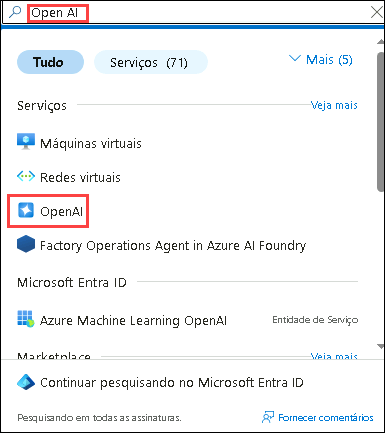 Open AI
Tudo Serviços (71) Mais (5)
Serviços Veja mais
Máquinas virtuais
Redes virtuais
OpenAI
Factory Operations Agent in Azure AI Foundry
Microsoft Entra ID
Azure Machine Learning OpenAI Entidade de Serviço
Marketplace Veja mais
Continuar pesquisando no Microsoft Entra ID
Pesquisando em todas as assinaturas. Fornecer comentários